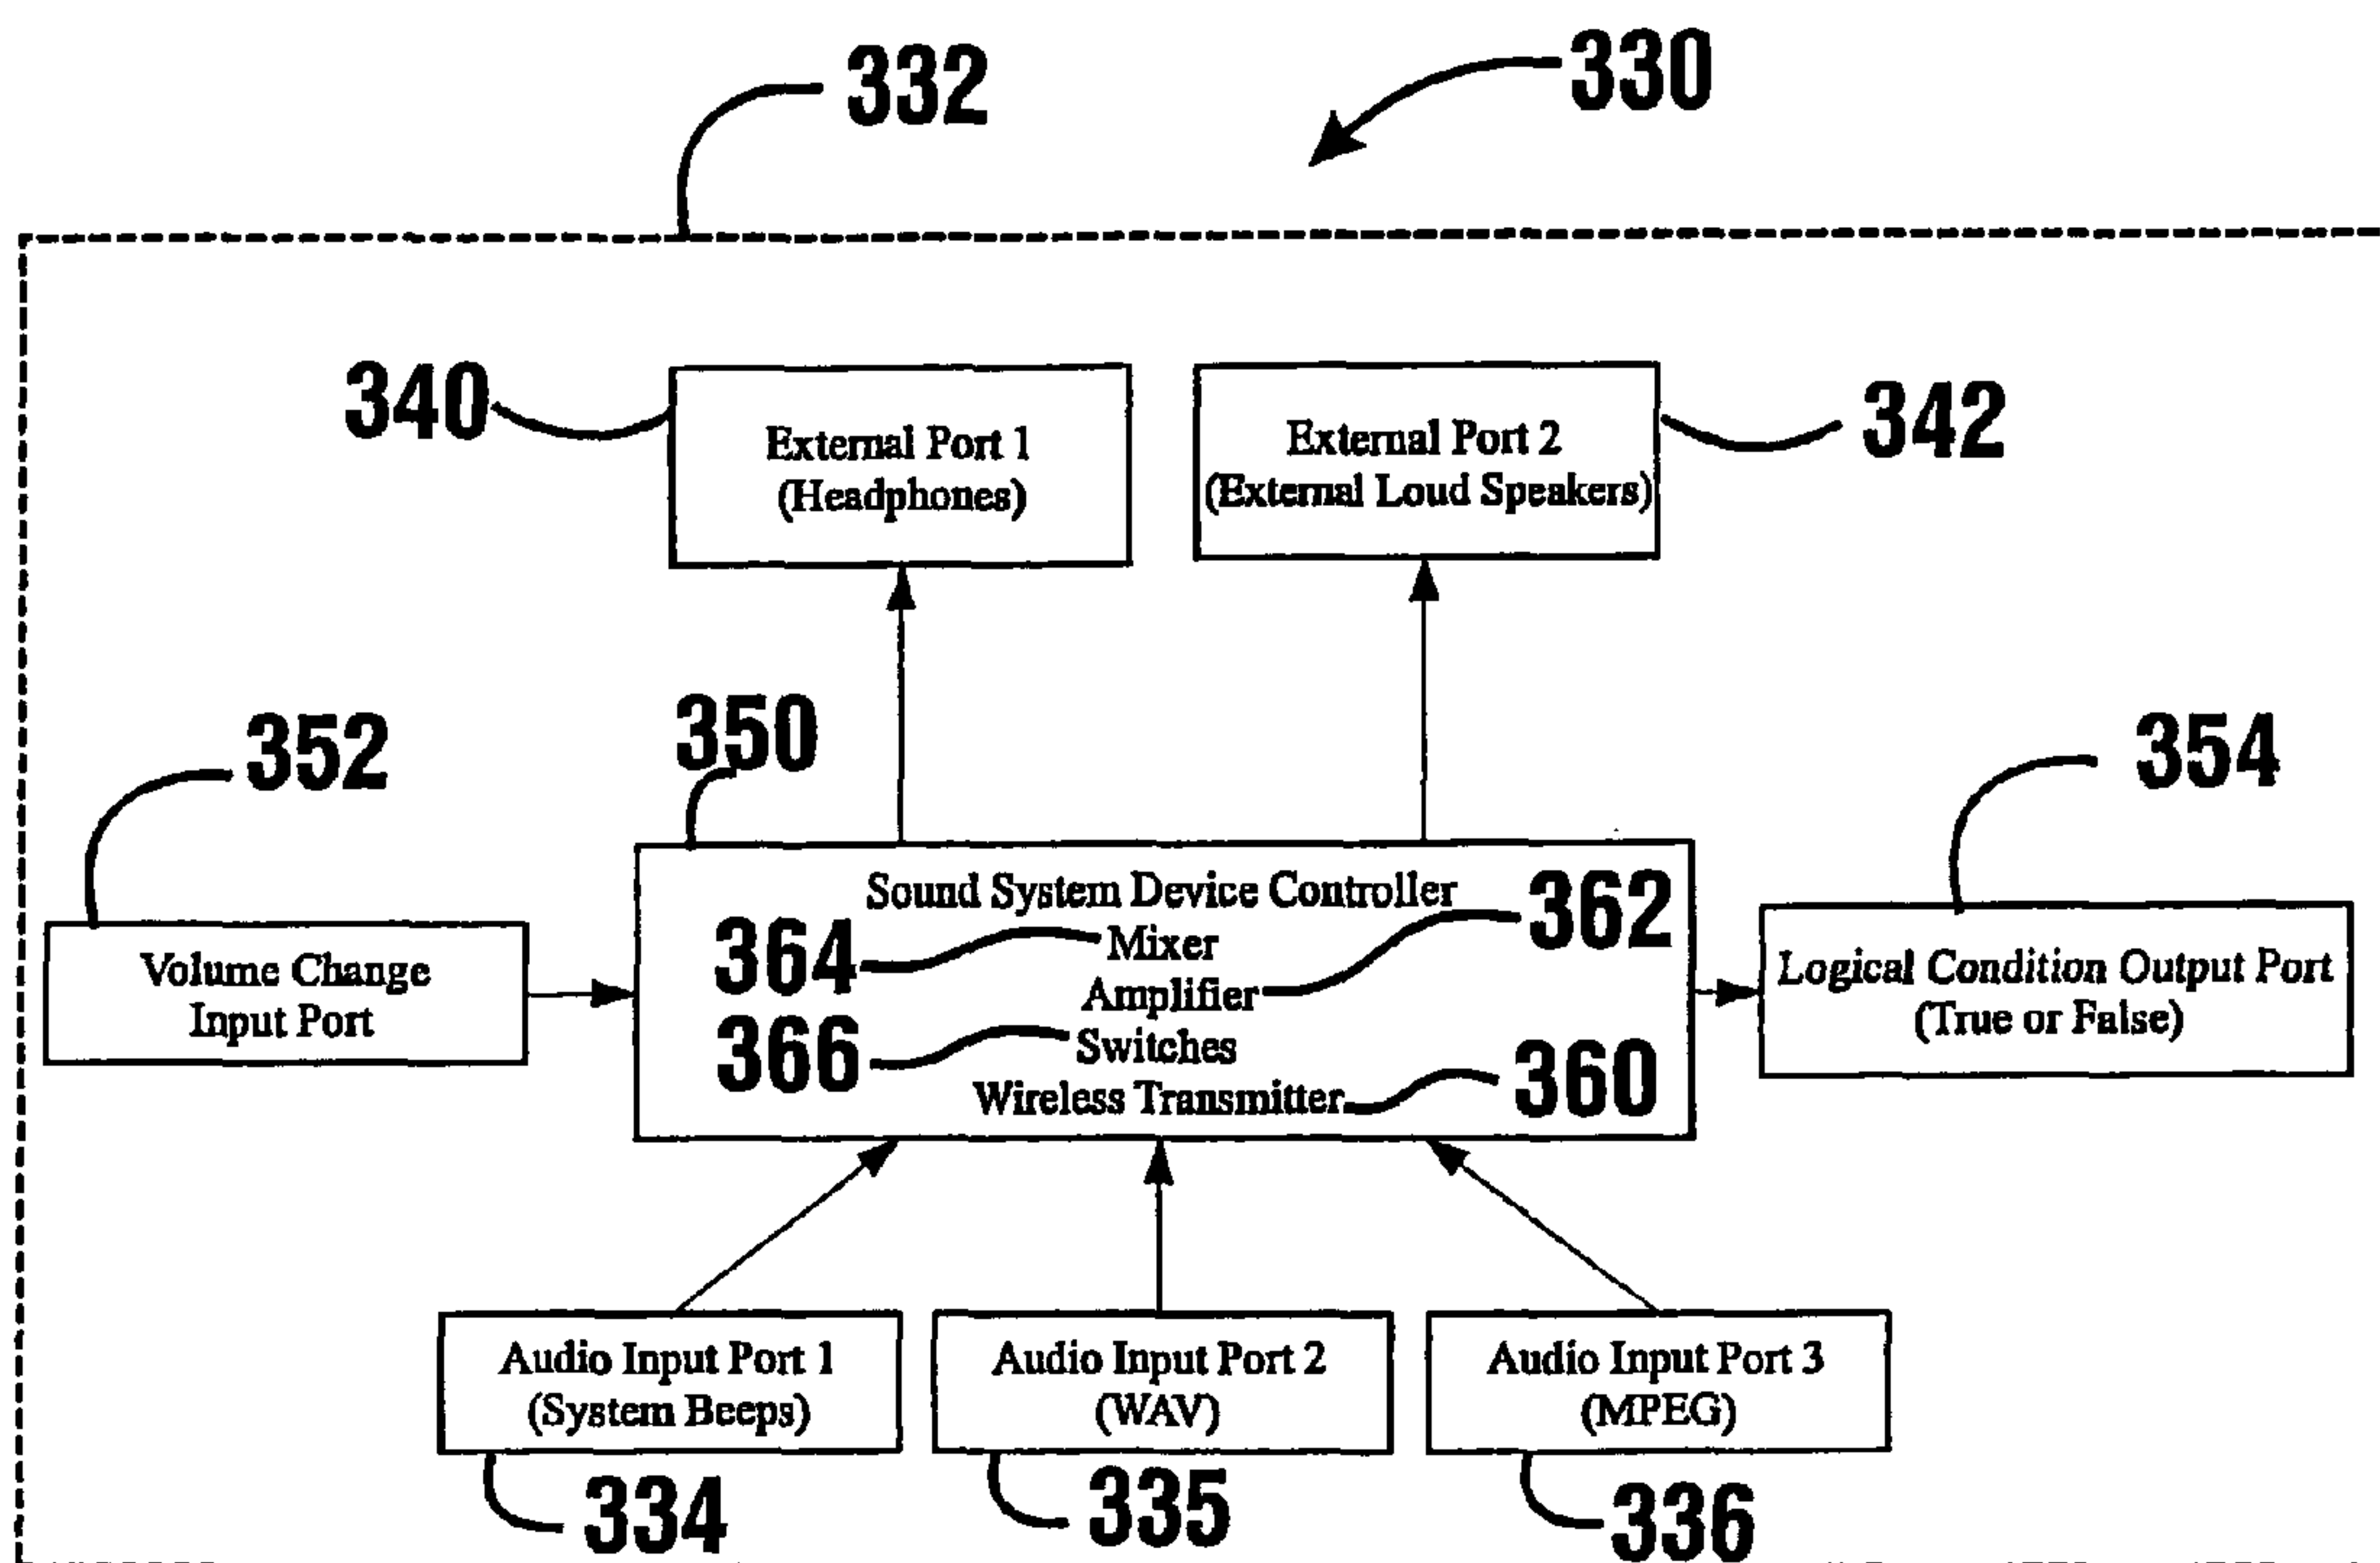 332
330
340
External Port 1
(Headphones)
External Port 2
(External Loud Speakers)
342
352
350
354
Volume Change
Input Port
Sound System Device Controller
362
364
Mixer
Amplifier
366
Switches
Wireless Transmitter
360
Logical Condition Output Port
(True or False)
Audio Input Port 1
(System Beeps)
Audio Input Port 2
(WAV)
Audio Input Port 3
(MPEG)
334
335
336